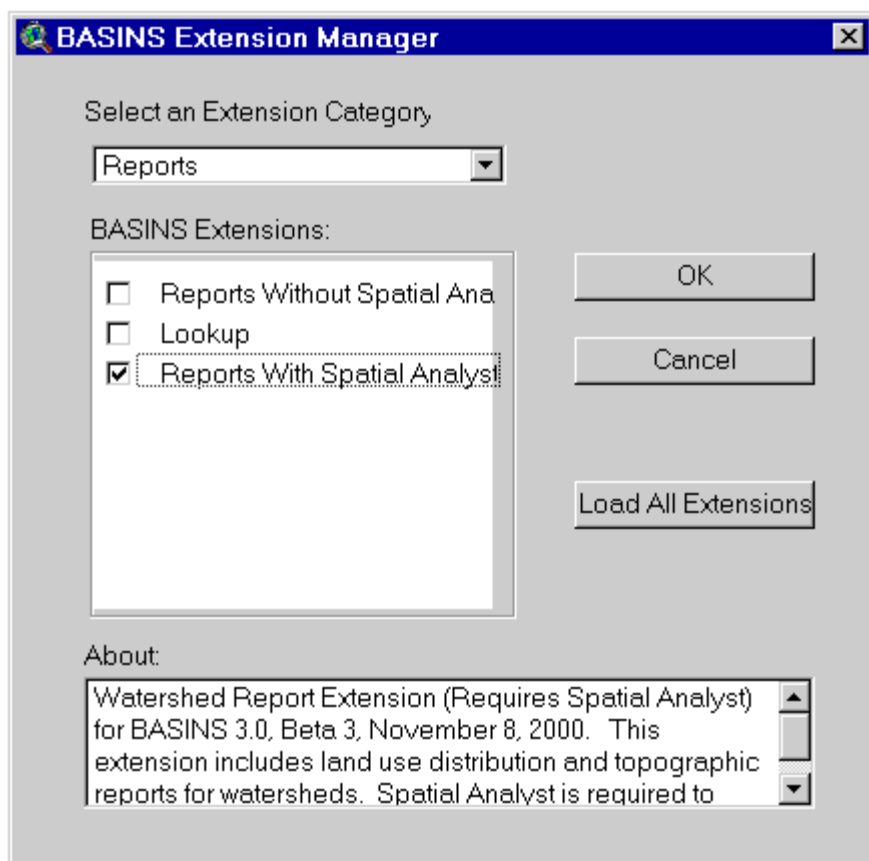 BASINS Extension Manager
Select an Extension Category
Reports
BASINS Extensions:
Reports Without Spatial Ana
Lookup
Reports With Spatial Analyst
OK
Cancel
Load All Extensions
About:
Watershed Report Extension (Requires Spatial Analyst)
for BASINS 3.0, Beta 3, November 8, 2000.   This
extension includes land use distribution and topographic
reports for watersheds.  Spatial Analyst is required to